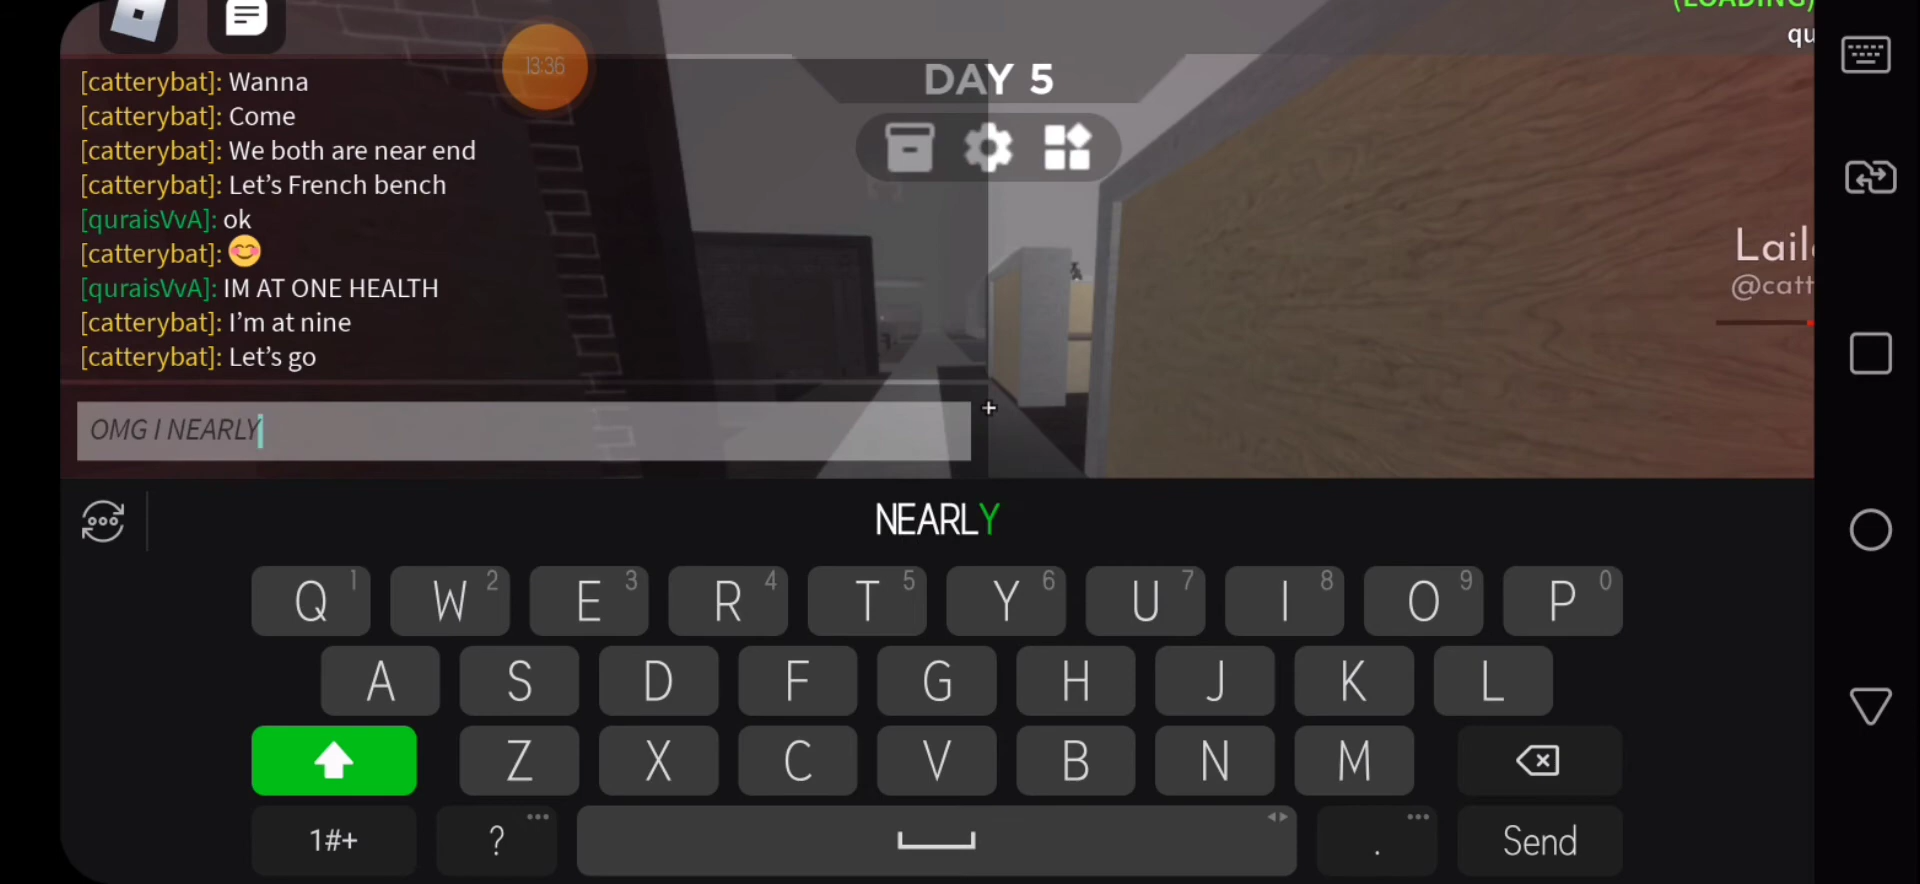 (LOADING)
qu
13:36
DAY 5
[catterybat]: Wanna
[catterybat]: Come
[catterybat]: We both are near end
[catterybat]: Let’s French bench
[quraisVvA]: ok
[catterybat]: 😊
[quraisVvA]: IM AT ONE HEALTH
[catterybat]: I’m at nine
[catterybat]: Let’s go
Lail
@catt
OMG I NEARLY
NEARLY
Q 1 W 2 E 3 R 4 T 5 Y 6 U 7 I 8 O 9 P 0
A S D F G H J K L
Z X C V B N M
1#+ ? . Send